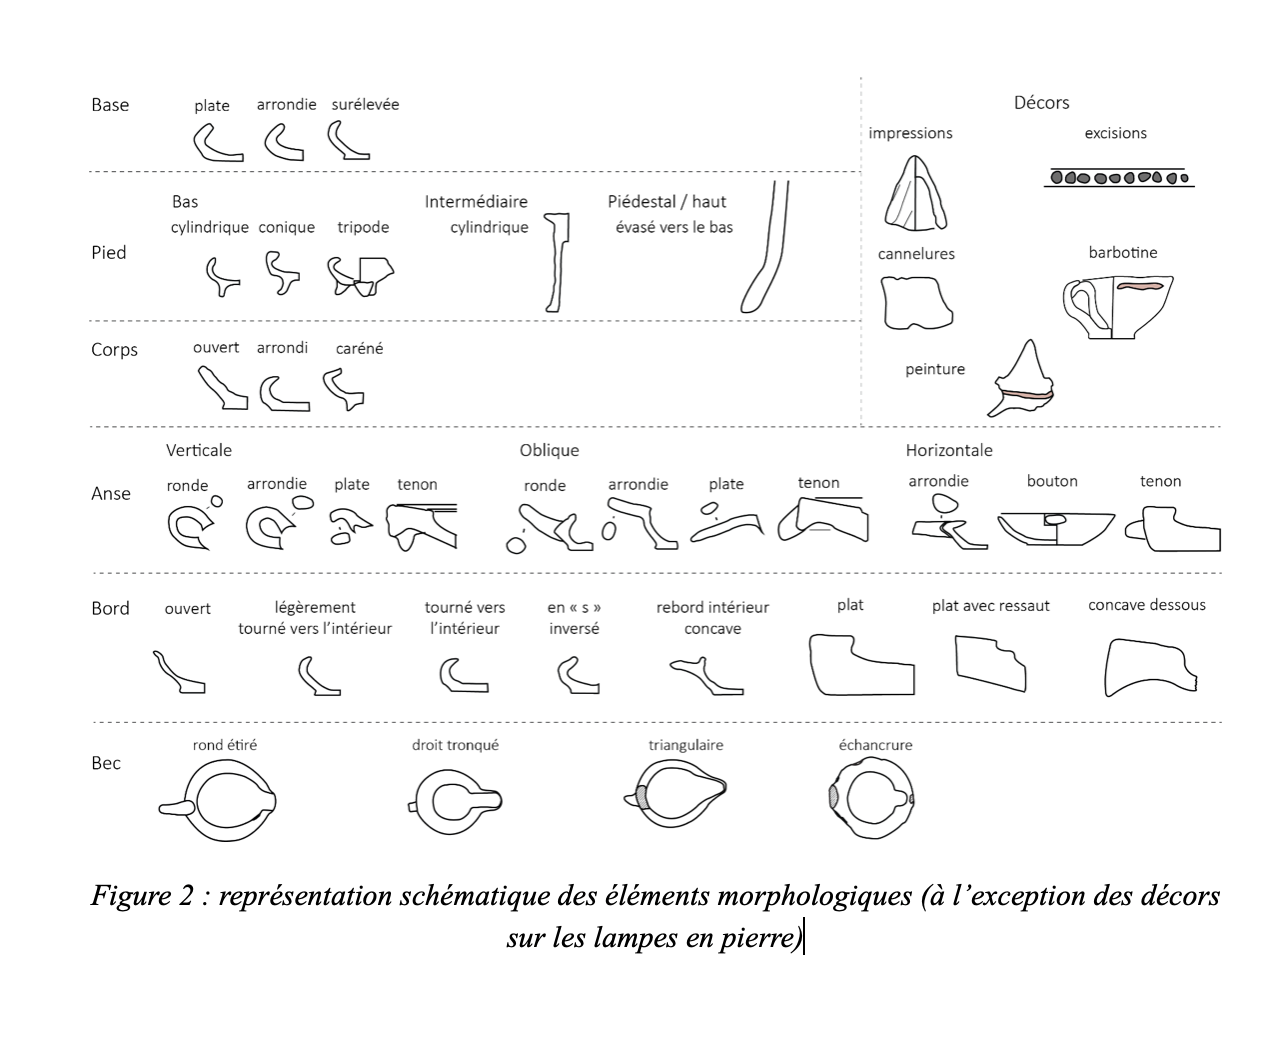 Base
plate arrondie surélevée
Décors
impressions excisions
Pied
Bas
cylindrique conique tripode
Intermédiaire
cylindrique
Piédestal / haut
évasé vers le bas
cannelures barbotine
peinture
Corps
ouvert arrondi caréné
Anse
Verticale
ronde arrondie plate tenon
Oblique
ronde arrondie plate tenon
Horizontale
arrondie bouton tenon
Bord
ouvert
légèrement
tourné vers l’intérieur
tourné vers
l’intérieur
en « s »
inversé
rebord intérieur
concave
plat
plat avec ressaut
concave dessous
Bec
rond étiré droit tronqué triangulaire échancrure
Figure 2 : représentation schématique des éléments morphologiques (à l’exception des décors
sur les lampes en pierre)